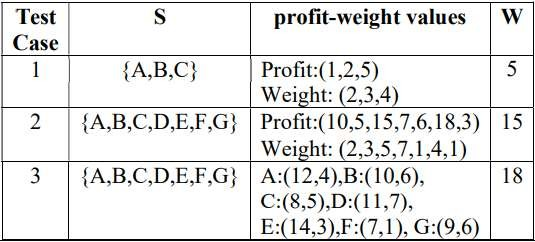 Test Case S profit-weight values W
1 {A,B,C} Profit:(1,2,5) 5
Weight: (2,3,4)
2 {A,B,C,D,E,F,G} Profit:(10,5,15,7,6,18,3) 15
Weight: (2,3,5,7,1,4,1)
3 {A,B,C,D,E,F,G} A:(12,4),B:(10,6), 18
C:(8,5),D:(11,7),
E:(14,3),F:(7,1), G:(9,6)